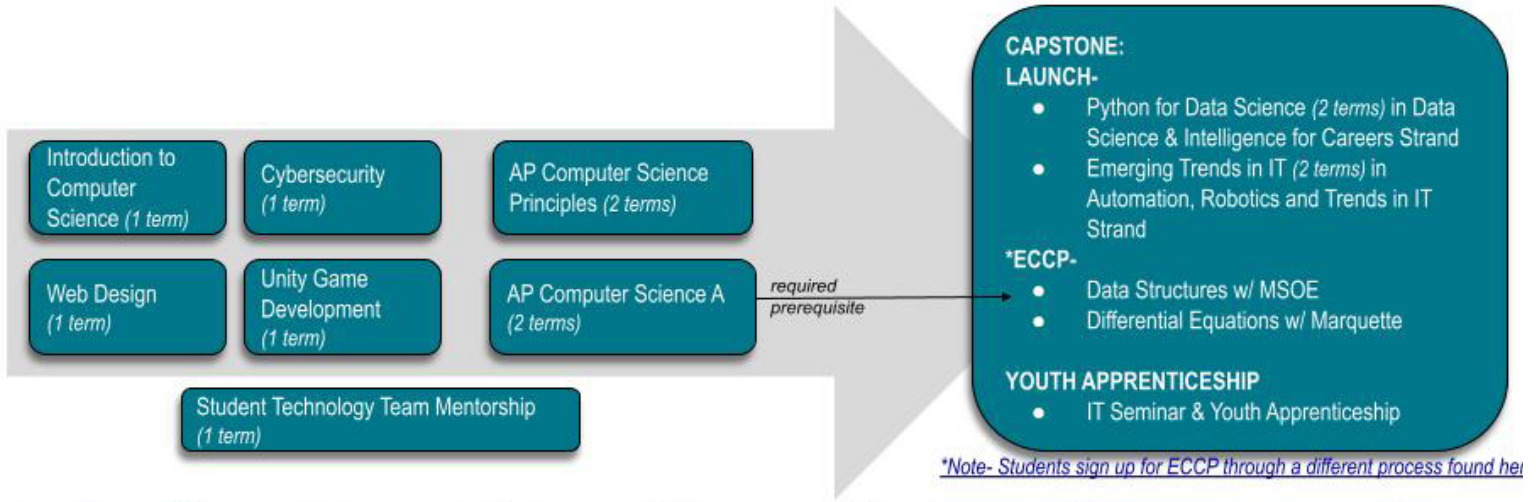 Introduction to
Computer
Science (1 term)
Cybersecurity
(1 term)
AP Computer Science
Principles (2 terms)
Web Design
(1 term)
Unity Game
Development
(1 term)
AP Computer Science A
(2 terms)
required
prerequisite
Student Technology Team Mentorship
(1 term)
CAPSTONE:
LAUNCH-
● Python for Data Science (2 terms) in Data
Science & Intelligence for Careers Strand
● Emerging Trends in IT (2 terms) in
Automation, Robotics and Trends in IT
Strand
*ECCP-
● Data Structures w/ MSOE
● Differential Equations w/ Marquette
YOUTH APPRENTICESHIP
● IT Seminar & Youth Apprenticeship
*Note- Students sign up for ECCP through a different process found